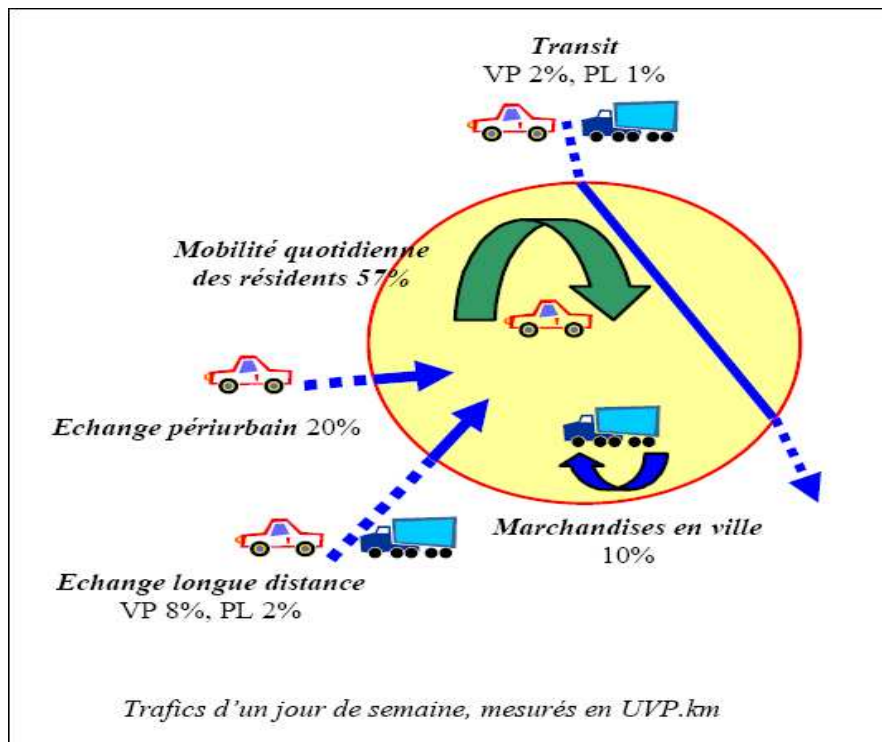 Transit
VP 2%, PL 1%
Mobilité quotidienne
des résidents 57%
Echange périurbain 20%
Marchandises en ville
10%
Echange longue distance
VP 8%, PL 2%
Trafics d’un jour de semaine, mesurés en UVP.km